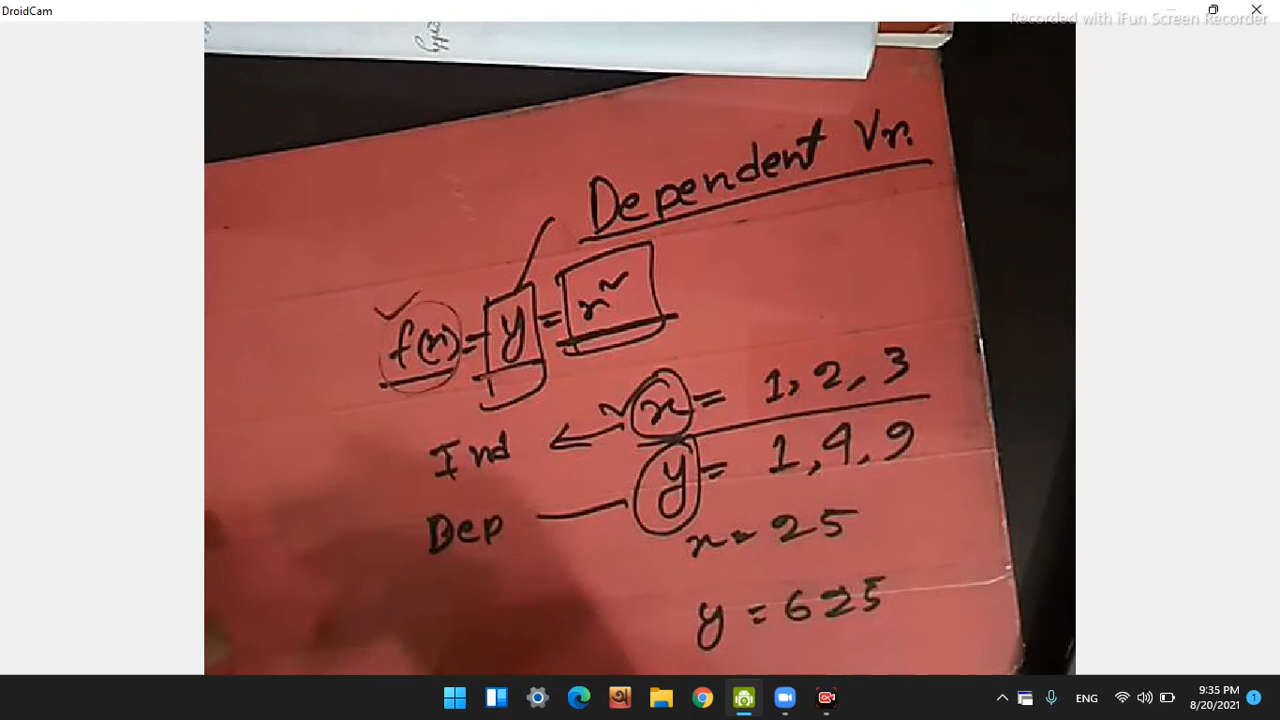 DroidCam
Recorded with iFun Screen Recorder
Dependent Vr.
f(x) = y = x²
x = 1, 2, 3
Ind
y = 1, 4, 9
Dep
x = 25
y = 625
ENG
9:35 PM
8/20/2021
1